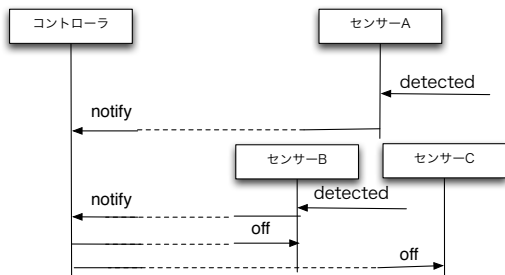 コントローラ
センサーA
detected
notify
センサーB
センサーC
detected
notify
off
off